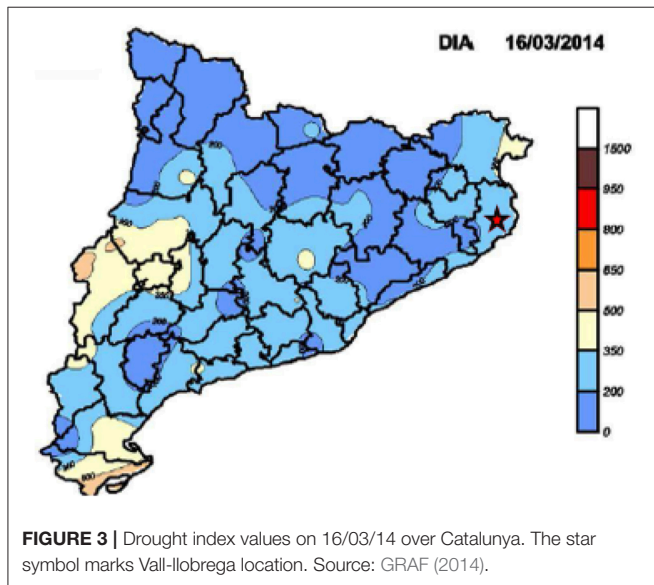 DIA 16/03/2014
1500
950
800
650
500
350
200
0
FIGURE 3 | Drought index values on 16/03/14 over Catalunya. The star
symbol marks Vall-llobrega location. Source: GRAF (2014).